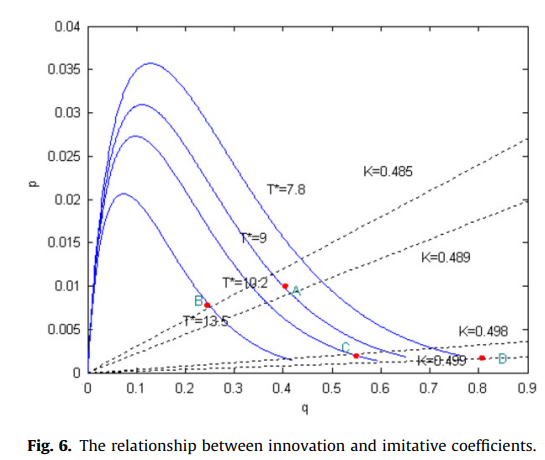 0.04
0.035
0.03
0.025
0.02
0.015
0.01
0.005
0
p
K=0.485
T*=7.8
T*=9
K=0.489
T*=10.2
A
B
T*=13.5
K=0.498
C
K=0.499
D
0 0.1 0.2 0.3 0.4 0.5 0.6 0.7 0.8 0.9
q
Fig. 6. The relationship between innovation and imitative coefficients.